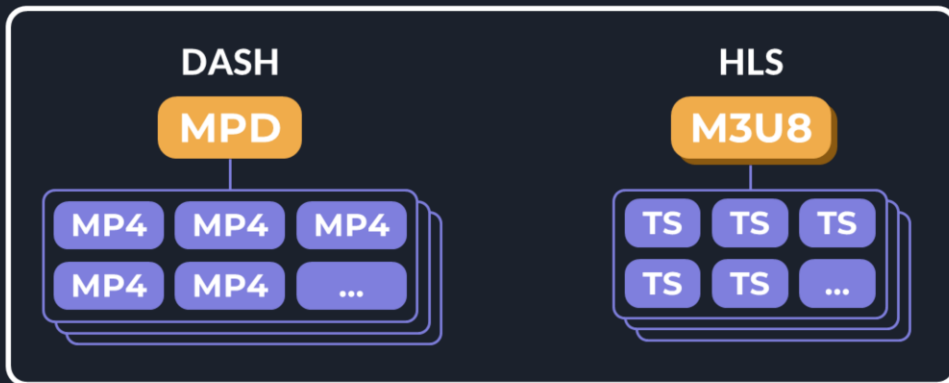 DASH
MPD
MP4 MP4 MP4
MP4 MP4 ...
HLS
M3U8
TS TS TS
TS TS ...